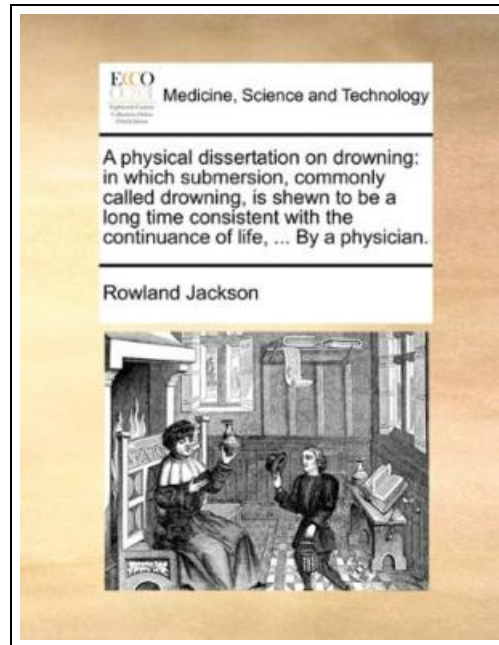 ECCO
Medicine, Science and Technology
A physical dissertation on drowning:
in which submersion, commonly
called drowning, is shewn to be a
long time consistent with the
continuance of life, ... By a physician.
Rowland Jackson